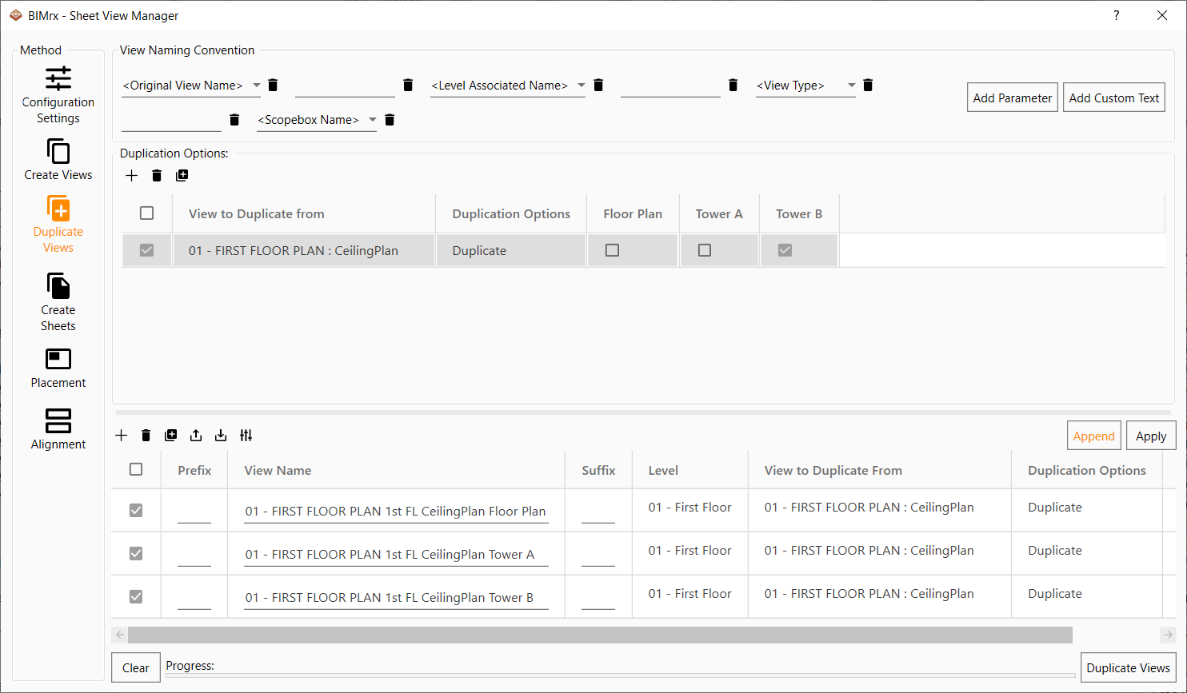 BIMrx - Sheet View Manager ?
Method
Configuration
Settings
Create Views
Duplicate
Views
Create
Sheets
Placement
Alignment
View Naming Convention
<Original View Name> <Level Associated Name> <View Type>
Add Parameter Add Custom Text
<Scopebox Name>
Duplication Options:
View to Duplicate from Duplication Options Floor Plan Tower A Tower B
01 - FIRST FLOOR PLAN : CeilingPlan Duplicate
Append Apply
Prefix View Name Suffix Level View to Duplicate From Duplication Options
01 - FIRST FLOOR PLAN 1st FL CeilingPlan Floor Plan 01 - First Floor 01 - FIRST FLOOR PLAN : CeilingPlan Duplicate
01 - FIRST FLOOR PLAN 1st FL CeilingPlan Tower A 01 - First Floor 01 - FIRST FLOOR PLAN : CeilingPlan Duplicate
01 - FIRST FLOOR PLAN 1st FL CeilingPlan Tower B 01 - First Floor 01 - FIRST FLOOR PLAN : CeilingPlan Duplicate
Clear Progress: Duplicate Views